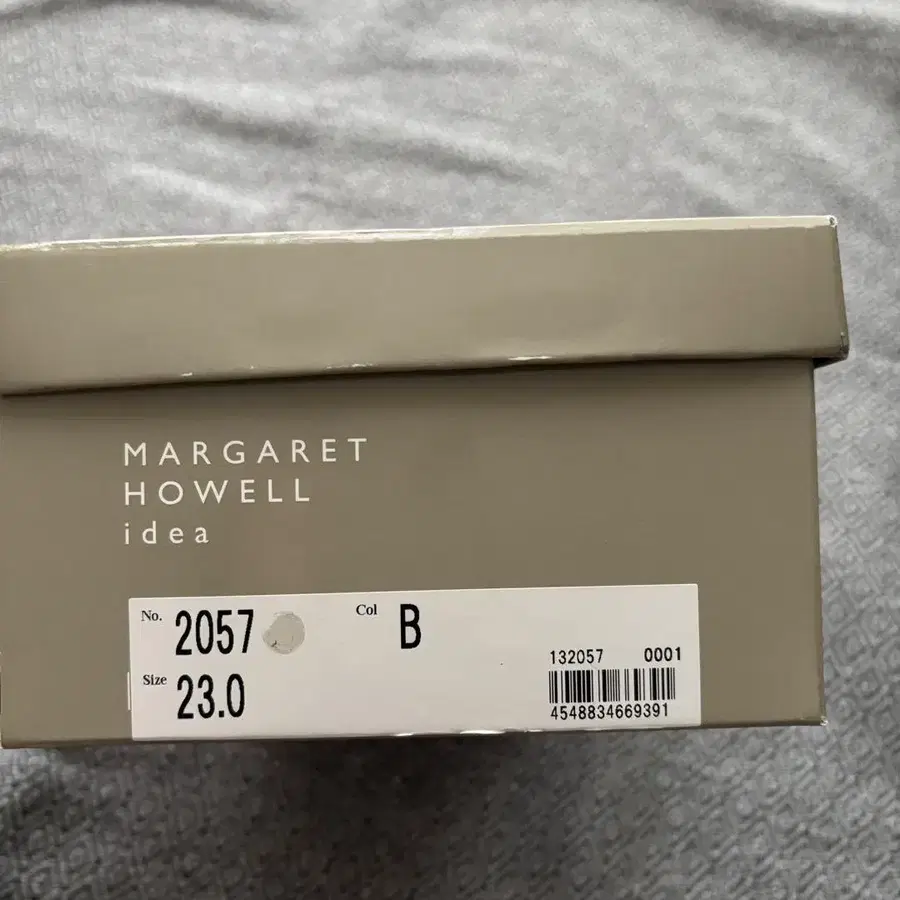 MARGARET
HOWELL
idea
No. 2057 Col B
Size 23.0
132057 0001
4548834669391